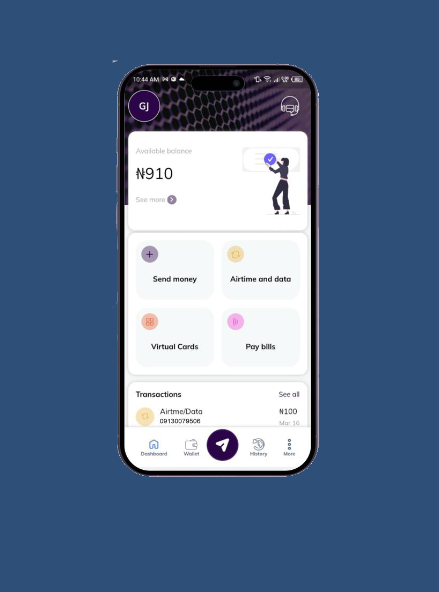 10:44 AM
GJ
Available balance
₦910
See more
Send money
Airtime and data
Virtual Cards
Pay bills
Transactions
See all
Airtme/Data
₦100
09130079506
Mar 16
Dashboard
Wallet
History
More